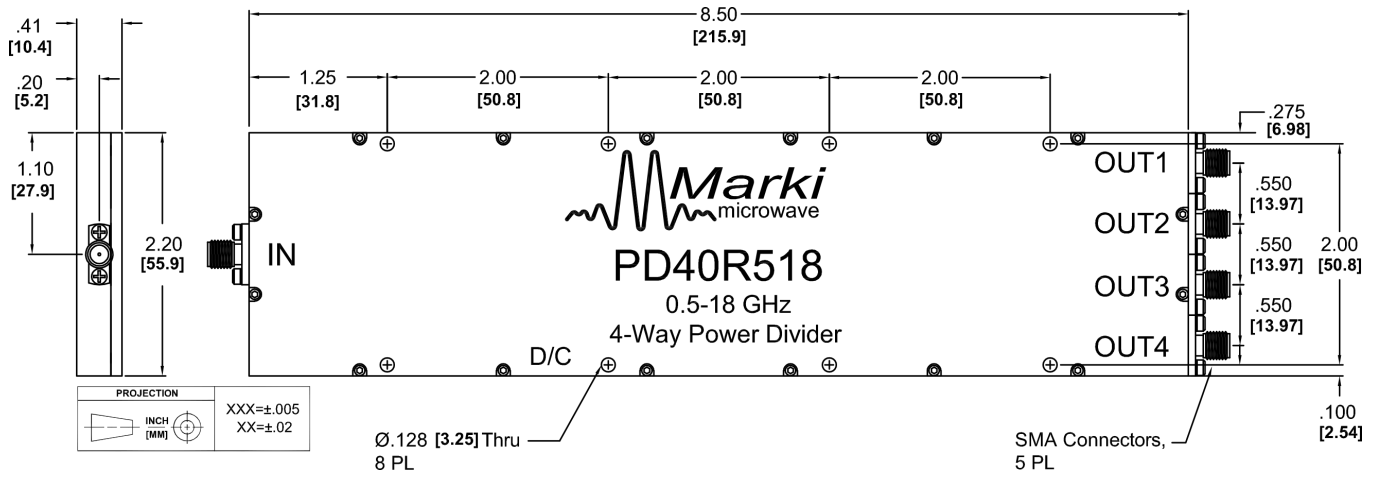 .41
[10.4]
.20
[5.2]
1.10
[27.9]
2.20
[55.9]
8.50
[215.9]
1.25
[31.8]
2.00
[50.8]
2.00
[50.8]
2.00
[50.8]
.275
[6.98]
.550
[13.97]
.550
[13.97]
.550
[13.97]
2.00
[50.8]
.100
[2.54]
IN
Marki
microwave
PD40R518
0.5-18 GHz
4-Way Power Divider
D/C
OUT1
OUT2
OUT3
OUT4
PROJECTION
INCH
[MM]
XXX=±.005
XX=±.02
Ø.128 [3.25] Thru
8 PL
SMA Connectors,
5 PL